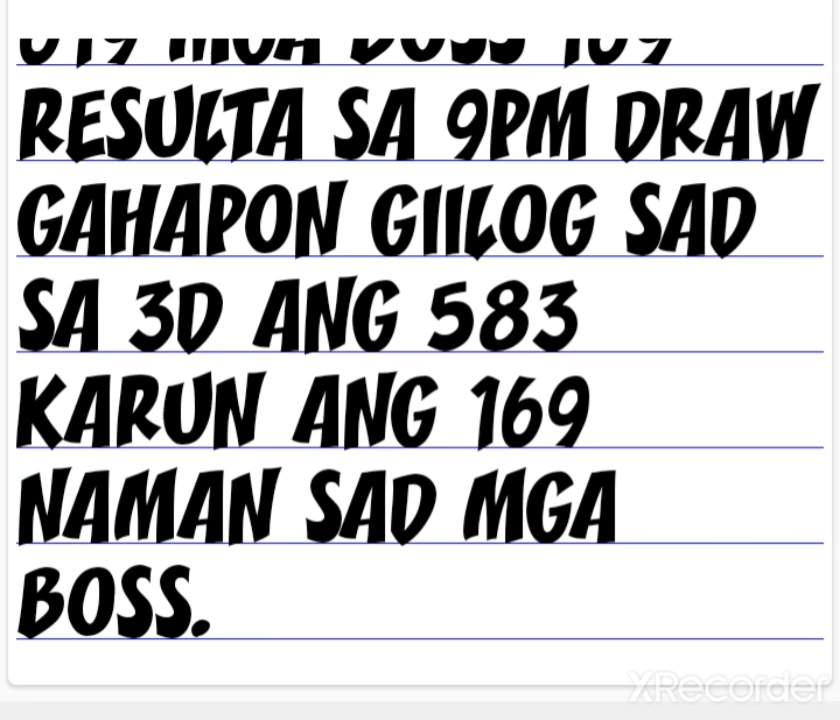 RESULTA SA 9PM DRAW
GAHAPON GIILOG SAD
SA 3D ANG 583
KARUN ANG 169
NAMAN SAD MGA
BOSS.
XRecorder